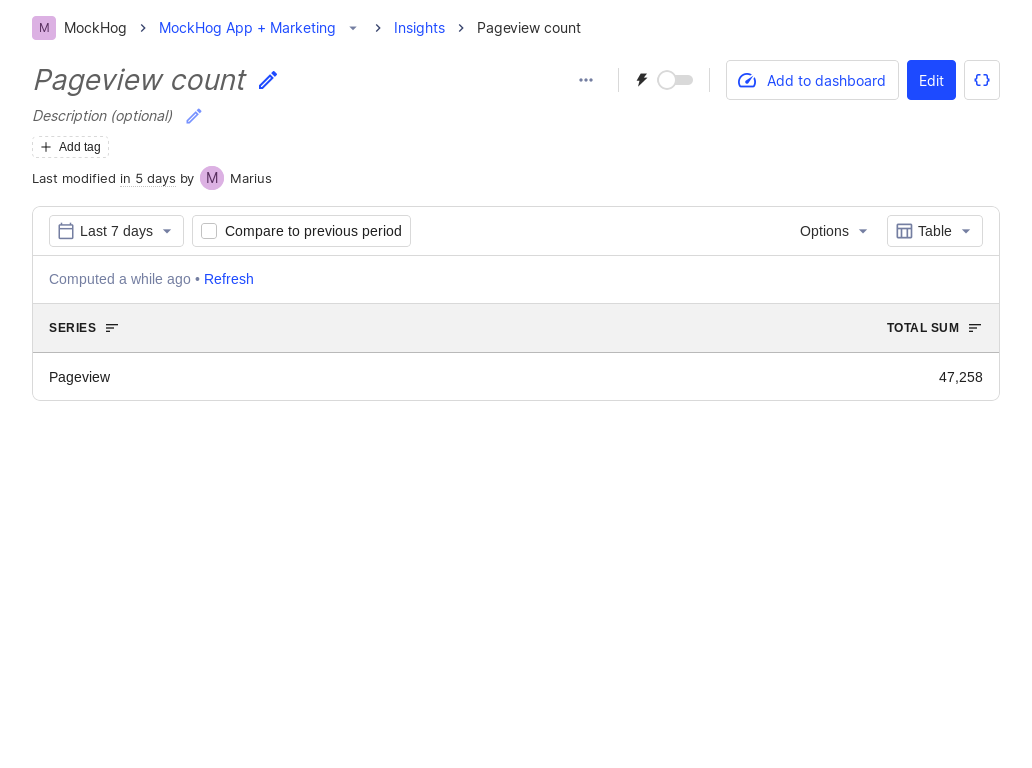 M MockHog MockHog App + Marketing Insights Pageview count
Pageview count
Add to dashboard Edit
Description (optional)
Add tag
Last modified in 5 days by M Marius
Last 7 days Compare to previous period Options Table
Computed a while ago • Refresh
SERIES TOTAL SUM
Pageview 47,258